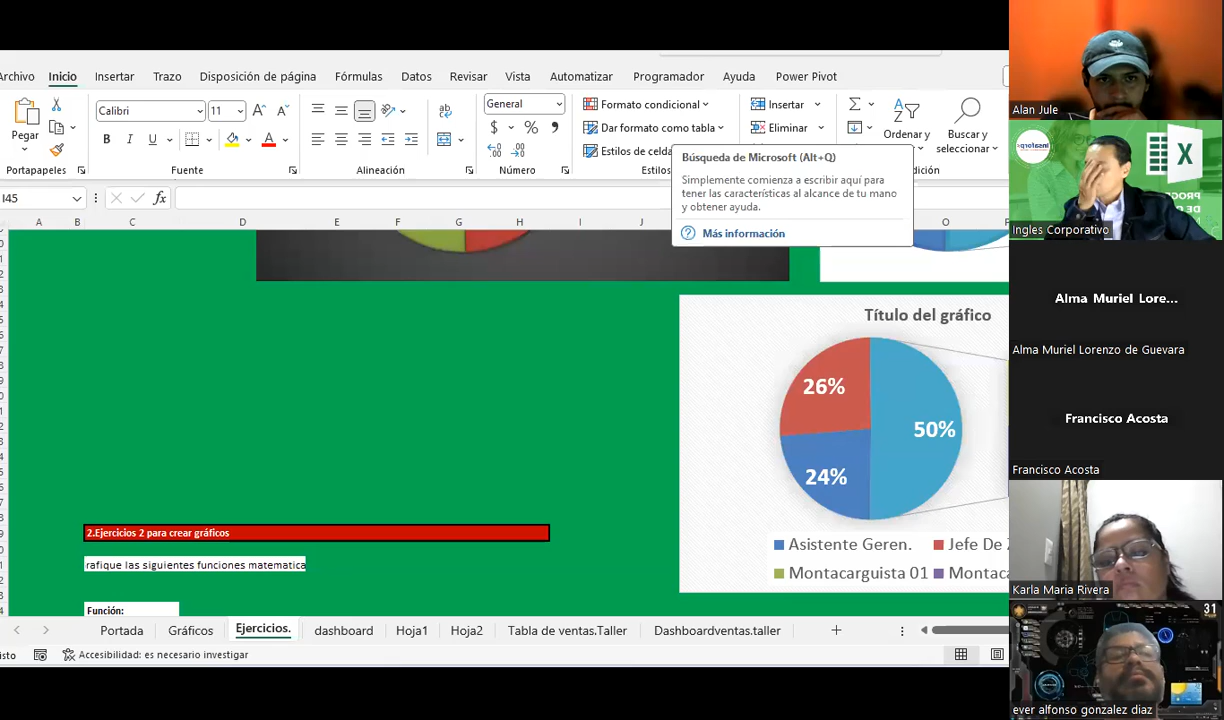 Archivo Inicio Insertar Trazo Disposición de página Fórmulas Datos Revisar Vista Automatizar Programador Ayuda Power Pivot
Pegar
Portapapeles
Calibri 11
N K S
Fuente
Alineación
General
$ % ,
Número
Formato condicional
Dar formato como tabla
Estilos de celda
Estilos
Insertar
Eliminar
Ordenar y
Buscar y
seleccionar
Búsqueda de Microsoft (Alt+Q)
Simplemente comienza a escribir aquí para
tener las características al alcance de tu mano
y obtener ayuda.
Más información
I45
fx
A B C D E F G H I J O
Título del gráfico
26%
50%
24%
Asistente Geren. Jefe De
Montacarguista 01 Montaca
2.Ejercicios 2 para crear gráficos
rafique las siguientes funciones matematica
Función:
Portada Gráficos Ejercicios. dashboard Hoja1 Hoja2 Tabla de ventas.Taller Dashboardventas.taller
isto Accesibilidad: es necesario investigar
Alan Jule
insaforp
X
Ingles Corporativo
Alma Muriel Lore...
Alma Muriel Lorenzo de Guevara
Francisco Acosta
Francisco Acosta
Karla Maria Rivera
31
ever alfonso gonzalez diaz